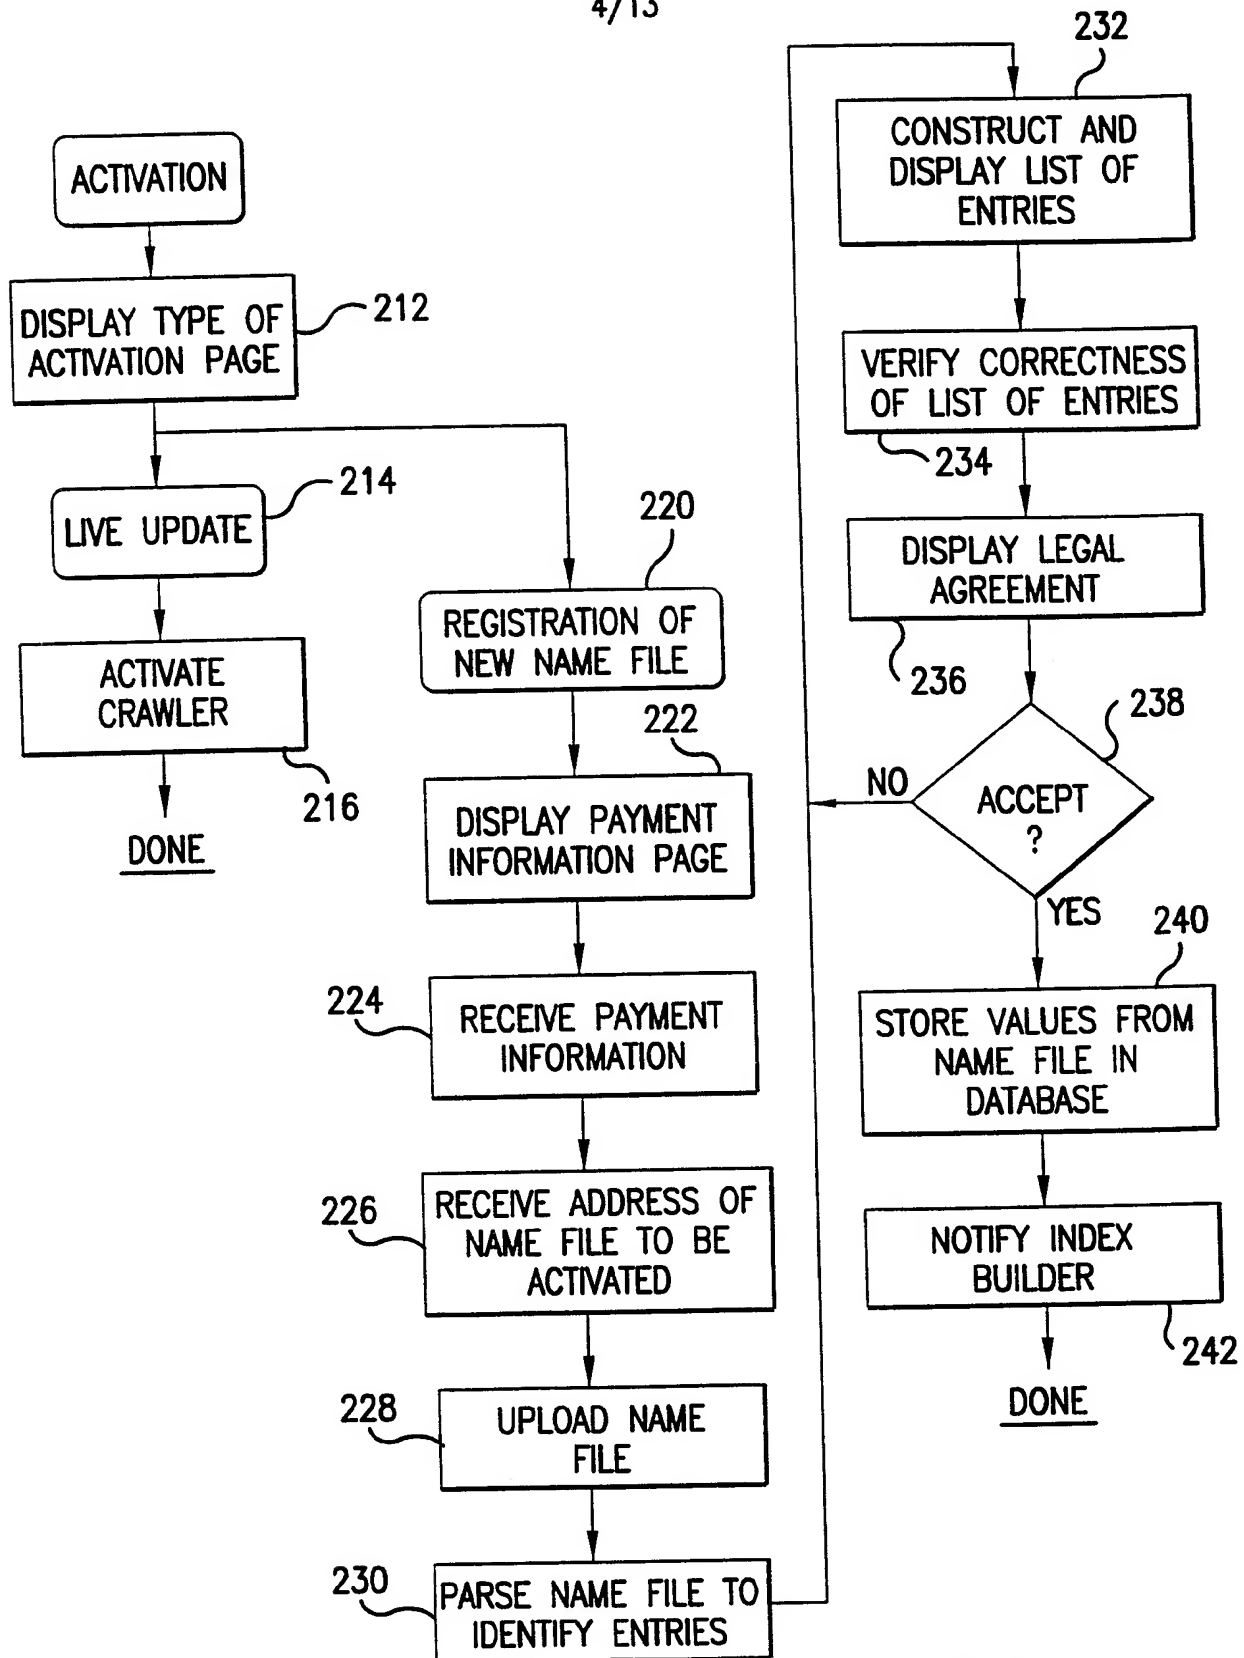 4/13
ACTIVATION
DISPLAY TYPE OF
ACTIVATION PAGE
212
LIVE UPDATE
214
ACTIVATE
CRAWLER
216
DONE
220
REGISTRATION OF
NEW NAME FILE
222
DISPLAY PAYMENT
INFORMATION PAGE
224
RECEIVE PAYMENT
INFORMATION
226
RECEIVE ADDRESS OF
NAME FILE TO BE
ACTIVATED
228
UPLOAD NAME
FILE
230
PARSE NAME FILE TO
IDENTIFY ENTRIES
232
CONSTRUCT AND
DISPLAY LIST OF
ENTRIES
VERIFY CORRECTNESS
OF LIST OF ENTRIES
234
DISPLAY LEGAL
AGREEMENT
236
238
NO
ACCEPT
?
YES
240
STORE VALUES FROM
NAME FILE IN
DATABASE
NOTIFY INDEX
BUILDER
242
DONE